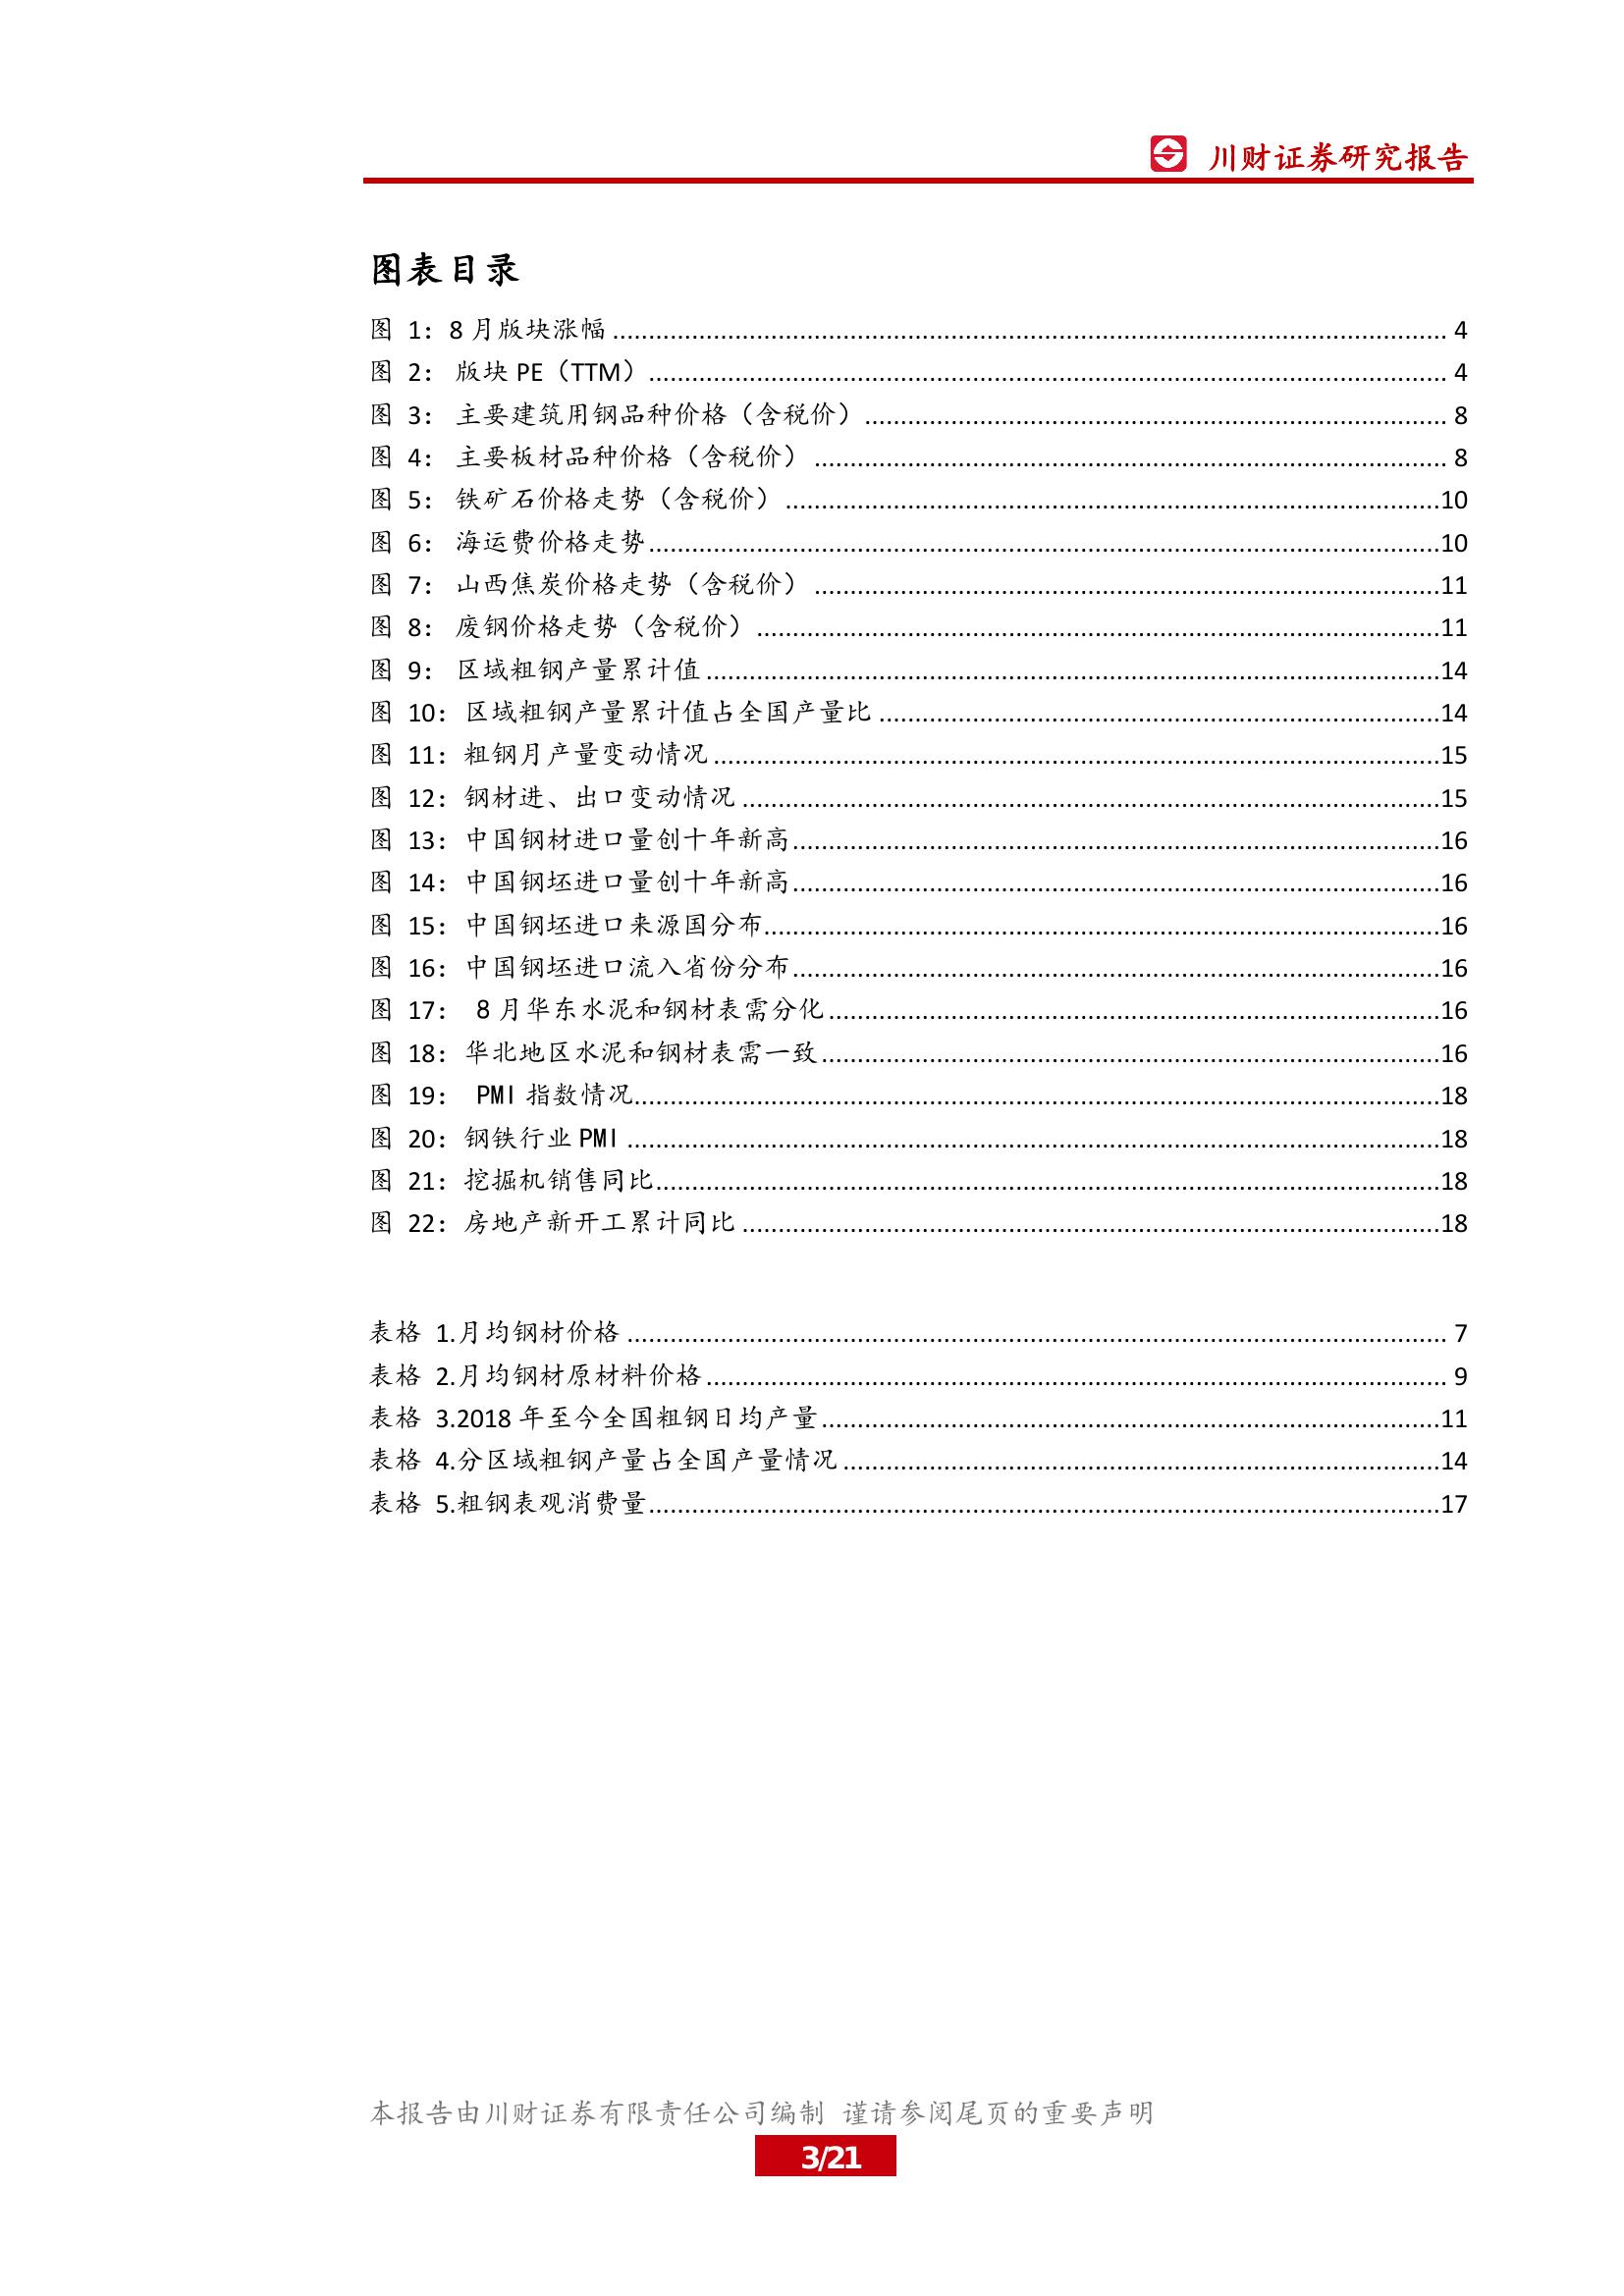 川财证券研究报告
图表目录
图 1：8 月版块涨幅 4
图 2： 版块 PE（TTM） 4
图 3： 主要建筑用钢品种价格（含税价） 8
图 4： 主要板材品种价格（含税价） 8
图 5： 铁矿石价格走势（含税价） 10
图 6： 海运费价格走势 10
图 7： 山西焦炭价格走势（含税价） 11
图 8： 废钢价格走势（含税价） 11
图 9： 区域粗钢产量累计值 14
图 10：区域粗钢产量累计值占全国产量比 14
图 11：粗钢月产量变动情况 15
图 12：钢材进、出口变动情况 15
图 13：中国钢材进口量创十年新高 16
图 14：中国钢坯进口量创十年新高 16
图 15：中国钢坯进口来源国分布 16
图 16：中国钢坯进口流入省份分布 16
图 17： 8 月华东水泥和钢材表需分化 16
图 18：华北地区水泥和钢材表需一致 16
图 19： PMI 指数情况 18
图 20：钢铁行业 PMI 18
图 21：挖掘机销售同比 18
图 22：房地产新开工累计同比 18
表格 1.月均钢材价格 7
表格 2.月均钢材原材料价格 9
表格 3.2018 年至今全国粗钢日均产量 11
表格 4.分区域粗钢产量占全国产量情况 14
表格 5.粗钢表观消费量 17
本报告由川财证券有限责任公司编制 谨请参阅尾页的重要声明
3/21